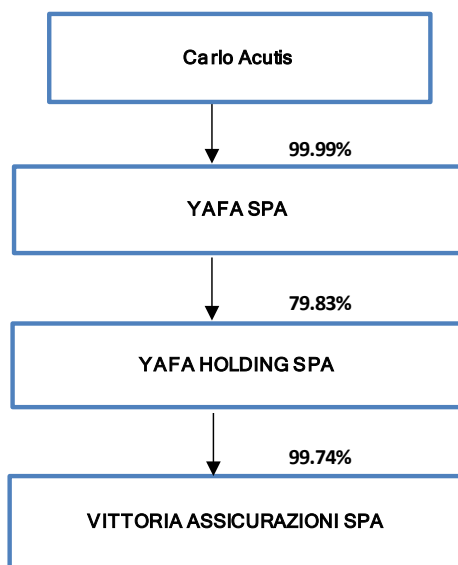 Carlo Acutis
99.99%
YAFA SPA
79.83%
YAFA HOLDING SPA
99.74%
VITTORIA ASSICURAZIONI SPA